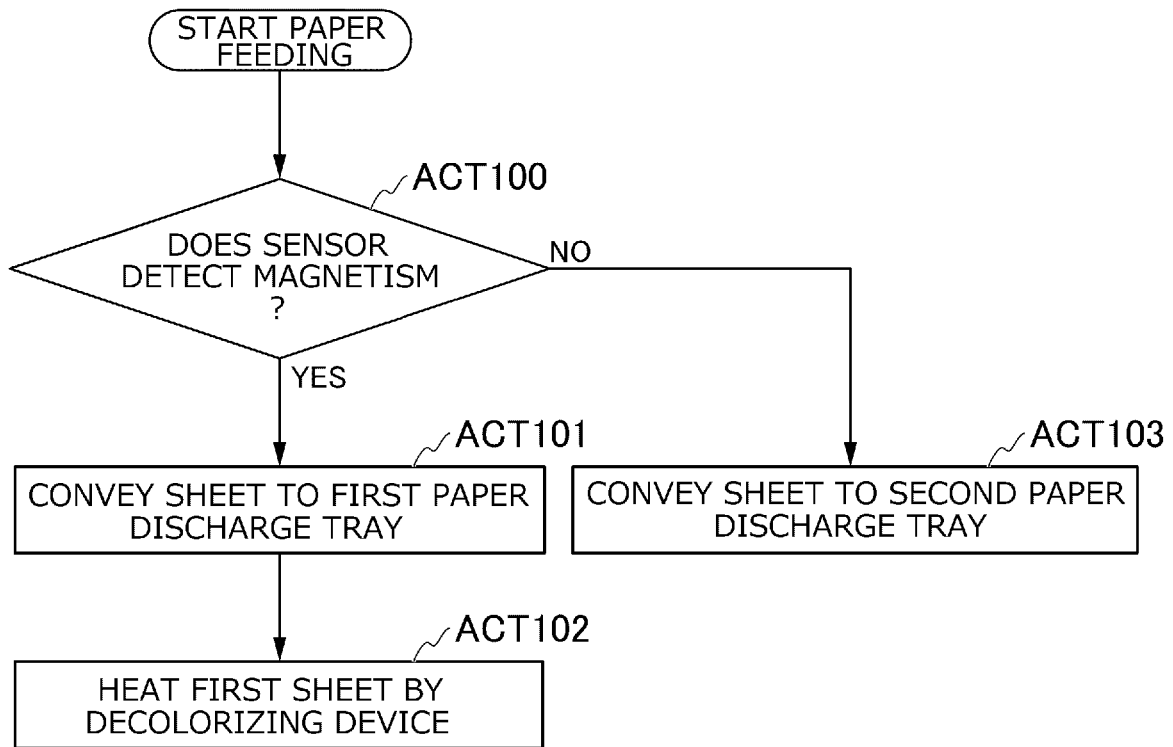 START PAPER
FEEDING
ACT100
DOES SENSOR
DETECT MAGNETISM
?
NO
YES
ACT101
CONVEY SHEET TO FIRST PAPER
DISCHARGE TRAY
ACT103
CONVEY SHEET TO SECOND PAPER
DISCHARGE TRAY
ACT102
HEAT FIRST SHEET BY
DECOLORIZING DEVICE